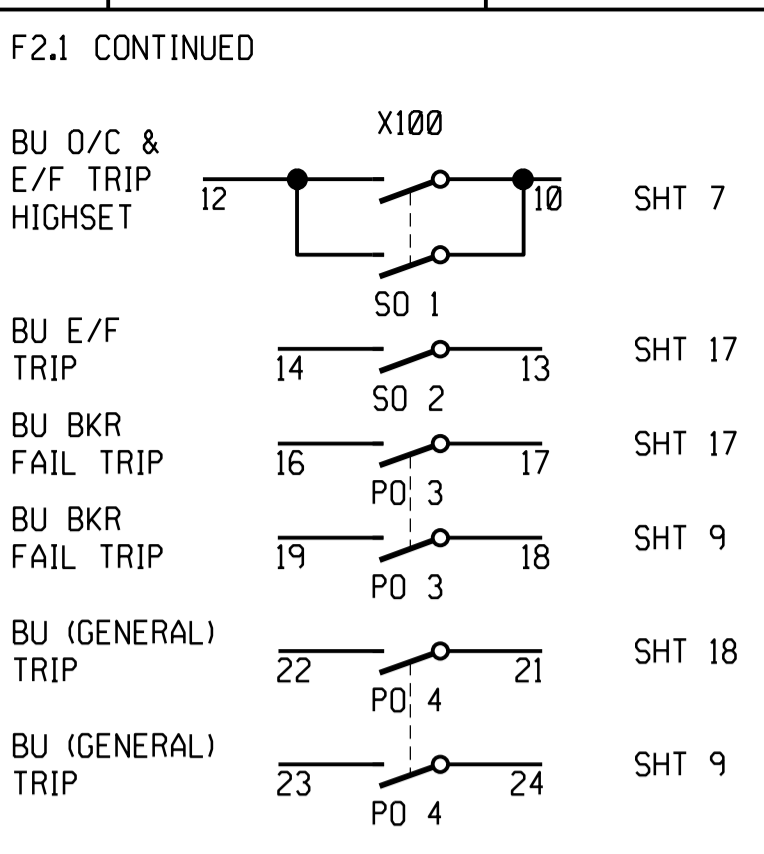 F2.1 CONTINUED
X100
BU O/C &
E/F TRIP
HIGHSET
12
10
SHT 7
SO 1
BU E/F
TRIP
14
13
SHT 17
SO 2
BU BKR
FAIL TRIP
16
17
SHT 17
PO 3
BU BKR
FAIL TRIP
19
18
SHT 9
PO 3
BU (GENERAL)
TRIP
22
21
SHT 18
PO 4
BU (GENERAL)
TRIP
23
24
SHT 9
PO 4